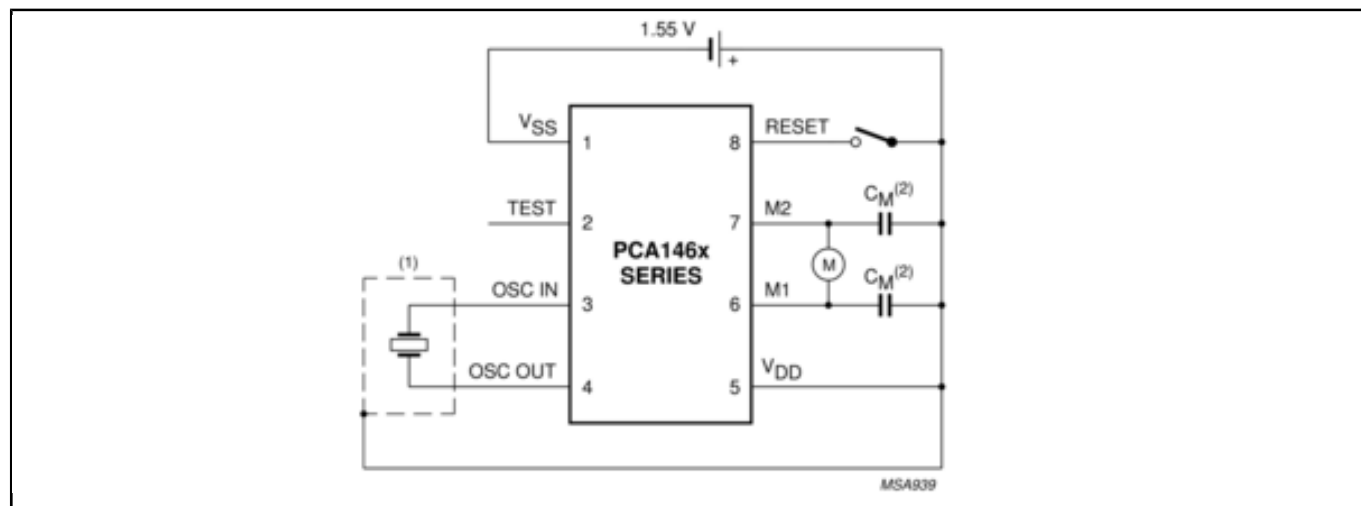 1.55 V
+
VSS
1
8
RESET
CM(2)
TEST
2
7
M2
PCA146x
SERIES
M
(1)
CM(2)
OSC IN
3
6
M1
OSC OUT
4
5
VDD
MSA939